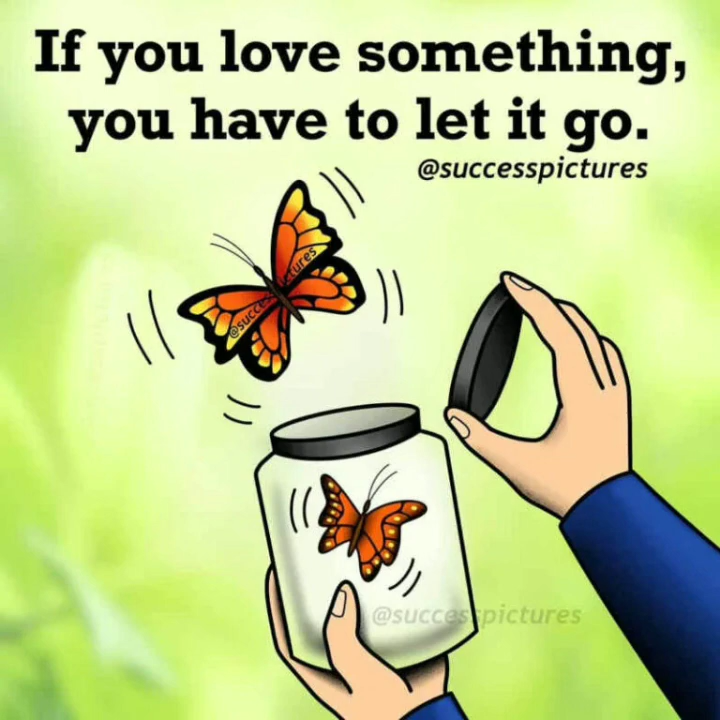 If you love something,
you have to let it go.
@successpictures
@successpictures